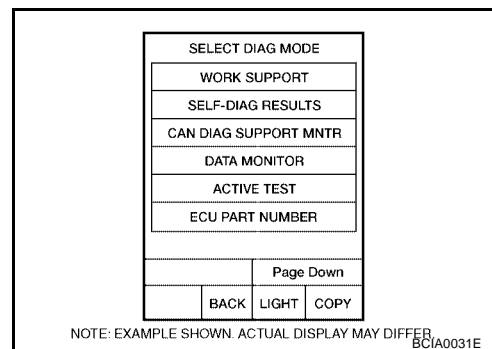 SELECT DIAG MODE
WORK SUPPORT
SELF-DIAG RESULTS
CAN DIAG SUPPORT MNTR
DATA MONITOR
ACTIVE TEST
ECU PART NUMBER
Page Down
BACK LIGHT COPY
NOTE: EXAMPLE SHOWN. ACTUAL DISPLAY MAY DIFFER.
BCIA0031E